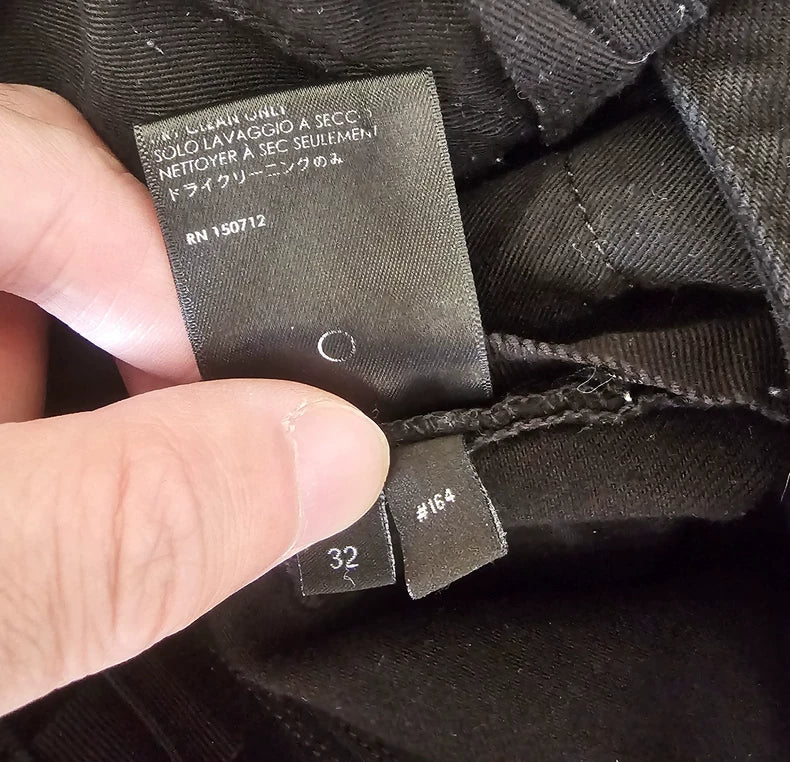 CLEAN ONLY
SOLO LAVAGGIO A SECCO
NETTOYER À SEC SEULEMENT
ドライクリーニングのみ
RN 150712
32
#164